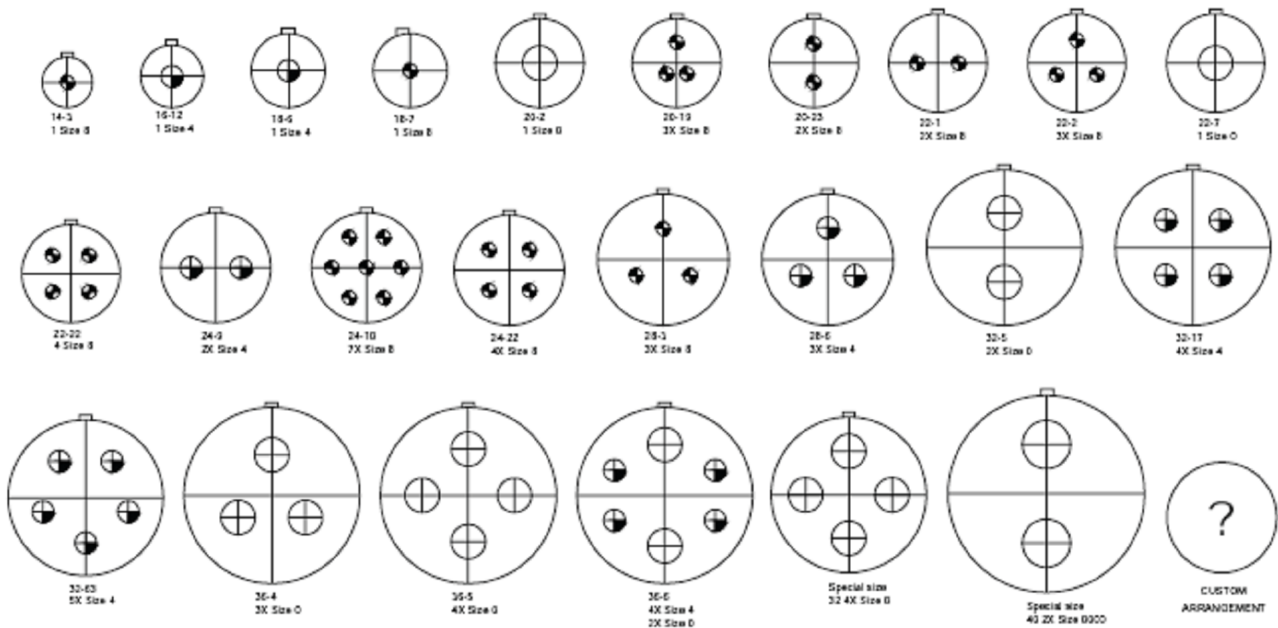 14-3
1 Size 8
16-12
1 Size 4
18-6
1 Size 4
18-7
1 Size 8
20-2
1 Size 0
20-19
3X Size 8
20-23
2X Size 8
22-1
2X Size 8
22-2
3X Size 8
22-7
1 Size 0
22-22
4 Size 8
24-9
2X Size 4
24-10
7X Size 8
24-22
4X Size 8
28-3
3X Size 8
28-6
3X Size 4
32-5
2X Size 0
32-17
4X Size 4
32-63
5X Size 4
36-4
3X Size 0
36-5
4X Size 0
36-6
4X Size 4
2X Size 0
Special size
32 4X Size 0
Special size
40 2X Size 0000
?
CUSTOM
ARRANGEMENT